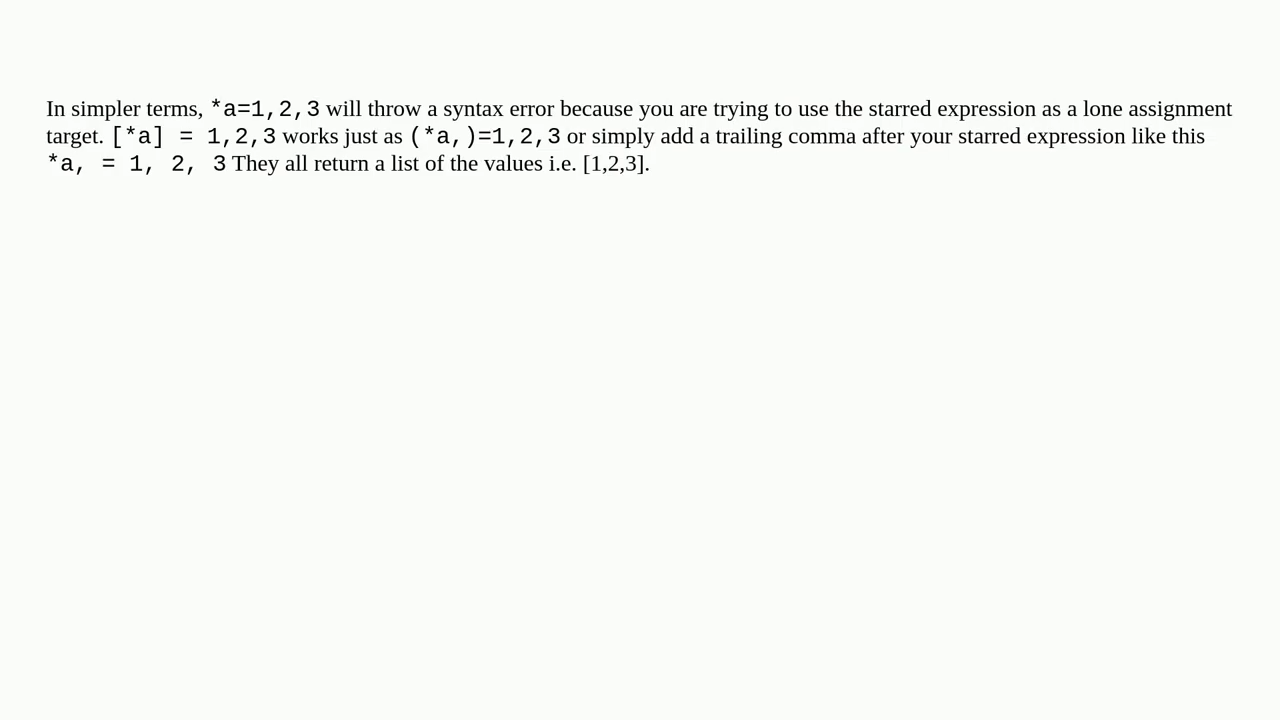 In simpler terms, *a=1,2,3 will throw a syntax error because you are trying to use the starred expression as a lone assignment
target. [*a] = 1,2,3 works just as (*a,)=1,2,3 or simply add a trailing comma after your starred expression like this
*a, = 1, 2, 3 They all return a list of the values i.e. [1,2,3].